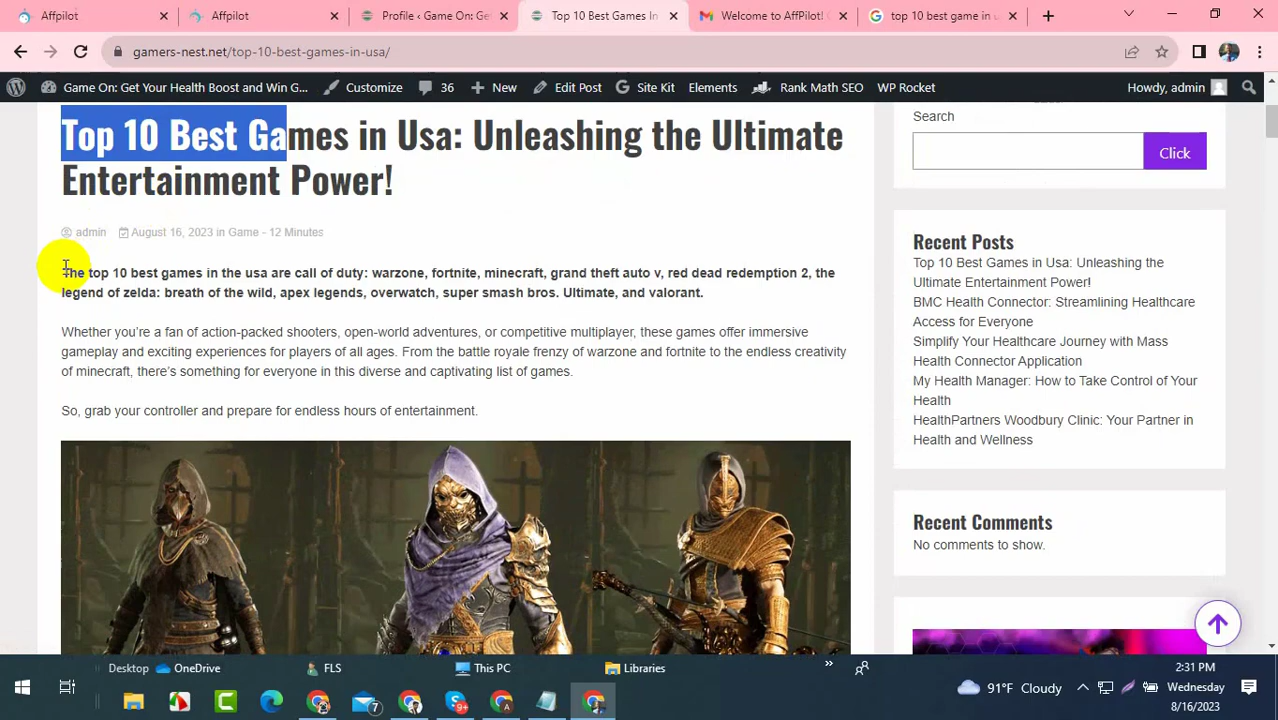 Affpilot
Affpilot
Profile ‹ Game On: Ge
Top 10 Best Games In
Welcome to AffPilot!
top 10 best game in u
gamers-nest.net/top-10-best-games-in-usa/
Game On: Get Your Health Boost and Win G...
Customize
36
New
Edit Post
Site Kit
Elements
Rank Math SEO
WP Rocket
Howdy, admin
Top 10 Best Games in Usa: Unleashing the Ultimate
Entertainment Power!
admin August 16, 2023 in Game - 12 Minutes
The top 10 best games in the usa are call of duty: warzone, fortnite, minecraft, grand theft auto v, red dead redemption 2, the
legend of zelda: breath of the wild, apex legends, overwatch, super smash bros. Ultimate, and valorant.
Whether you're a fan of action-packed shooters, open-world adventures, or competitive multiplayer, these games offer immersive
gameplay and exciting experiences for players of all ages. From the battle royale frenzy of warzone and fortnite to the endless creativity
of minecraft, there's something for everyone in this diverse and captivating list of games.
So, grab your controller and prepare for endless hours of entertainment.
Search
Click
Recent Posts
Top 10 Best Games in Usa: Unleashing the
Ultimate Entertainment Power!
BMC Health Connector: Streamlining Healthcare
Access for Everyone
Simplify Your Healthcare Journey with Mass
Health Connector Application
My Health Manager: How to Take Control of Your
Health
HealthPartners Woodbury Clinic: Your Partner in
Health and Wellness
Recent Comments
No comments to show.
Desktop
OneDrive
FLS
This PC
Libraries
7
91°F Cloudy
2:31 PM
Wednesday
8/16/2023